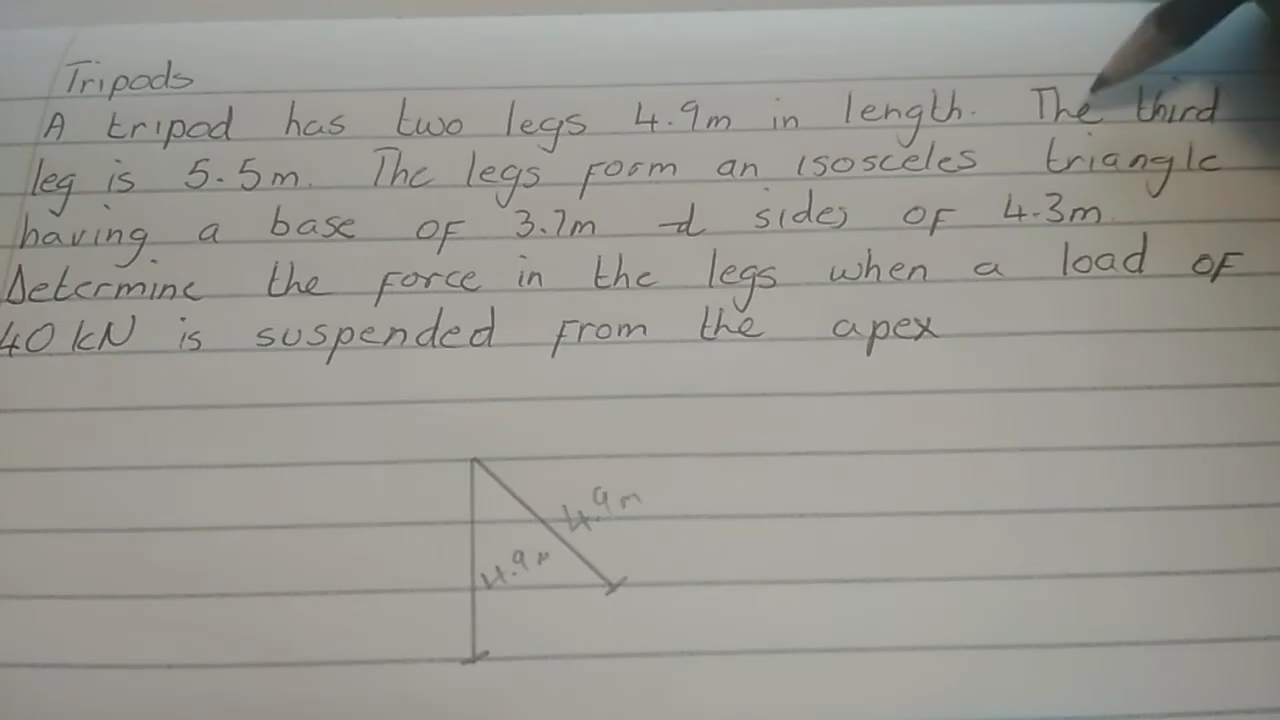 Tripods
A tripod has two legs 4.9m in length. The third
leg is 5.5m. The legs form an isosceles triangle
having a base of 3.7m d sides of 4.3m
Determine the force in the legs when a load of
40 kN is suspended from the apex
4.9m
4.9m